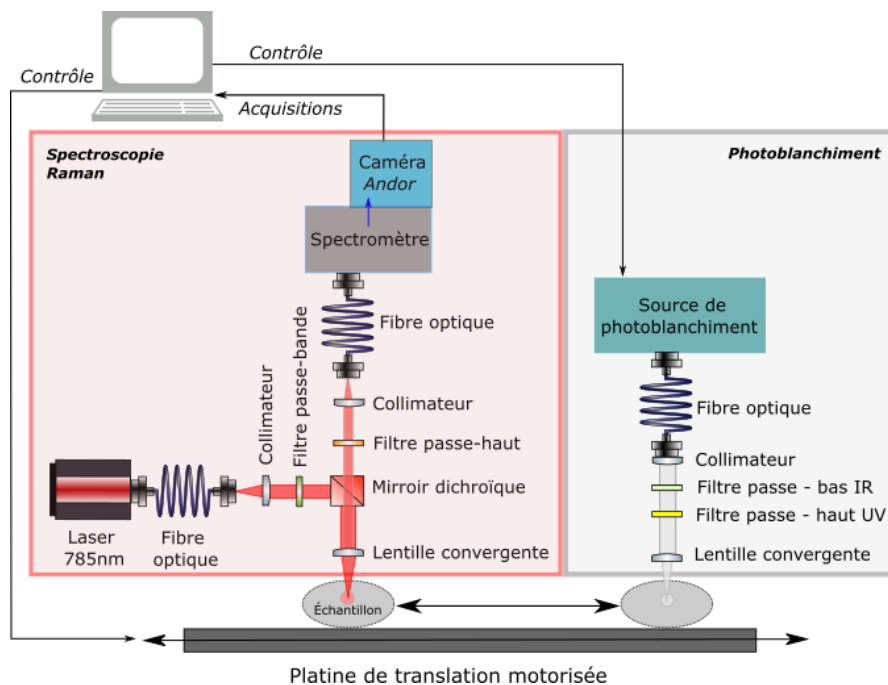 Contrôle
Contrôle
Acquisitions
Spectroscopie
Raman
Caméra
Andor
Spectromètre
Fibre optique
Collimateur
Filtre passe-bande
Collimateur
Filtre passe-haut
Mirroir dichroïque
Laser
785nm
Fibre
optique
Lentille convergente
Échantillon
Photoblanchiment
Source de
photoblanchiment
Fibre optique
Collimateur
Filtre passe - bas IR
Filtre passe - haut UV
Lentille convergente
Platine de translation motorisée